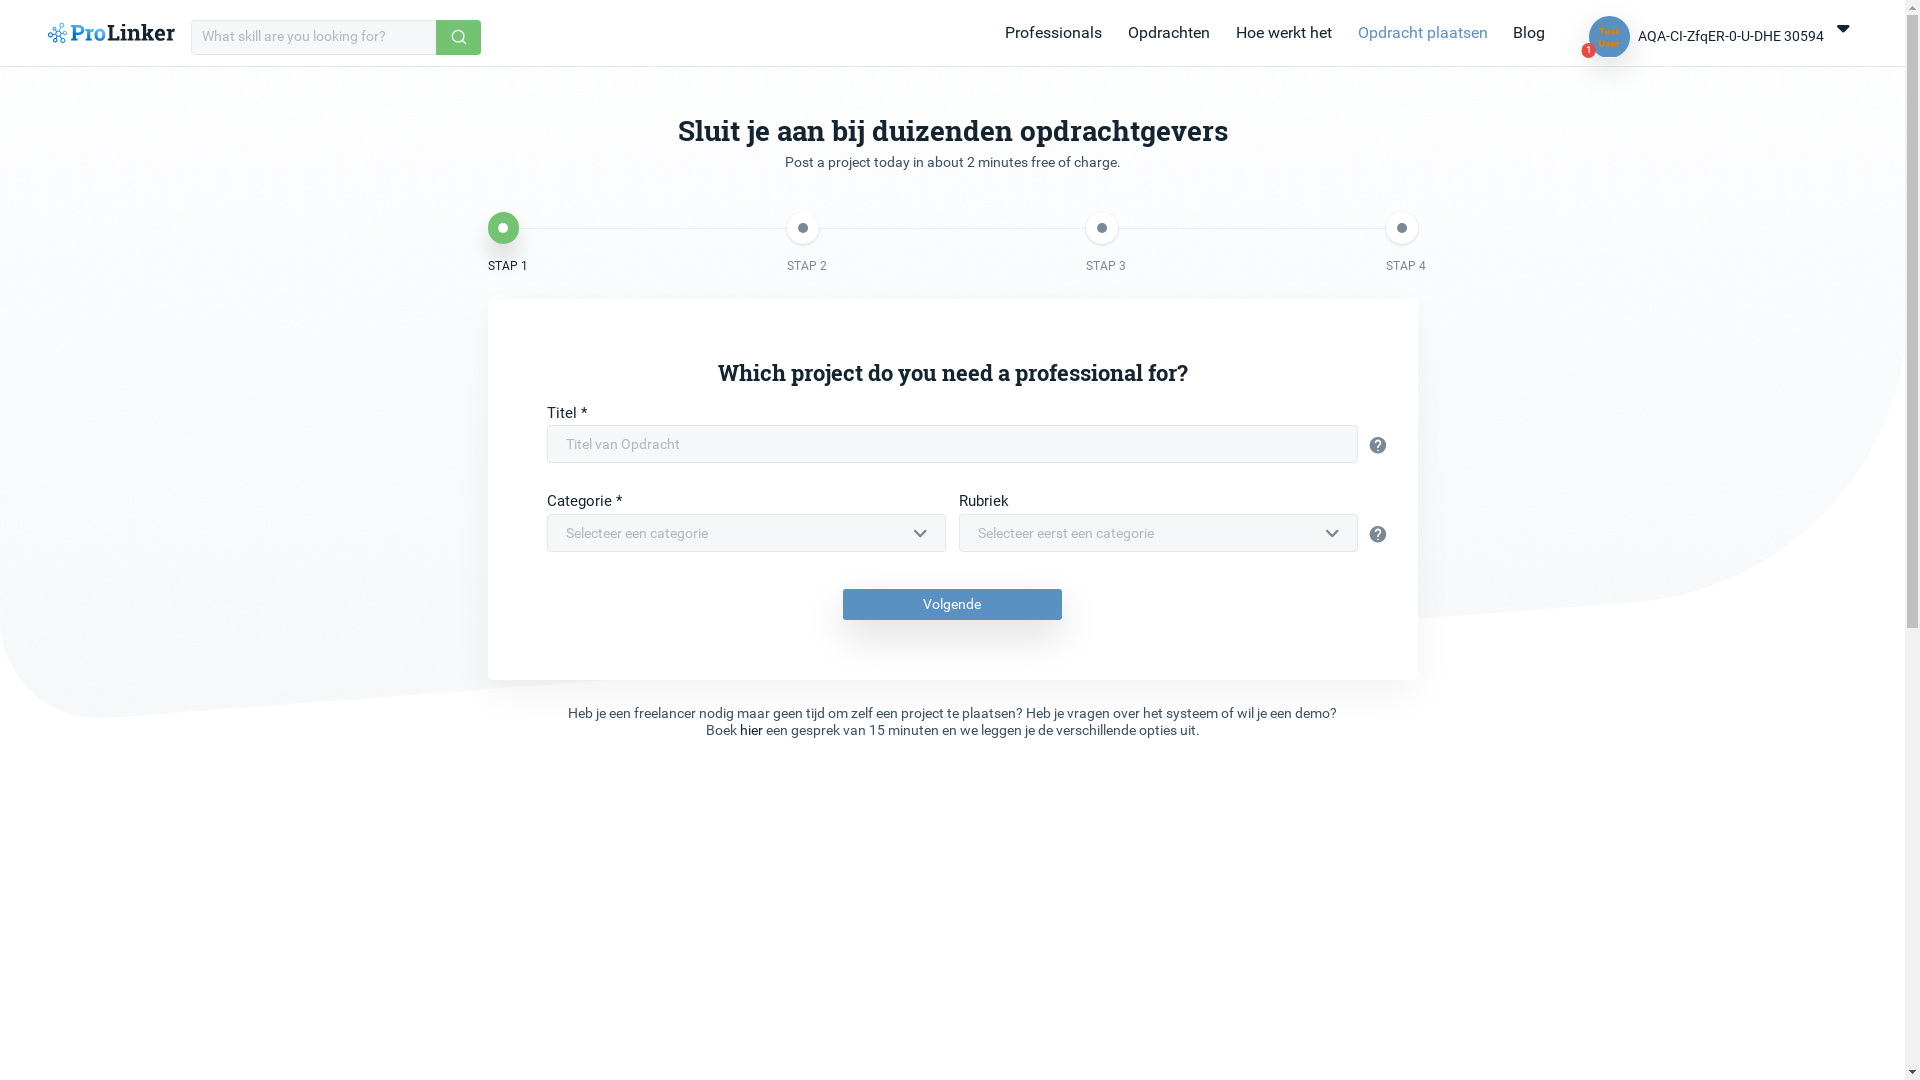 ProLinker
What skill are you looking for?
Professionals
Opdrachten
Hoe werkt het
Opdracht plaatsen
Blog
Test
User
1
AQA-CI-ZfqER-0-U-DHE 30594
Sluit je aan bij duizenden opdrachtgevers
Post a project today in about 2 minutes free of charge.
STAP 1
STAP 2
STAP 3
STAP 4
Which project do you need a professional for?
Titel *
Titel van Opdracht
Categorie *
Rubriek
Selecteer een categorie
Selecteer eerst een categorie
Volgende
Heb je een freelancer nodig maar geen tijd om zelf een project te plaatsen? Heb je vragen over het systeem of wil je een demo?
Boek hier een gesprek van 15 minuten en we leggen je de verschillende opties uit.